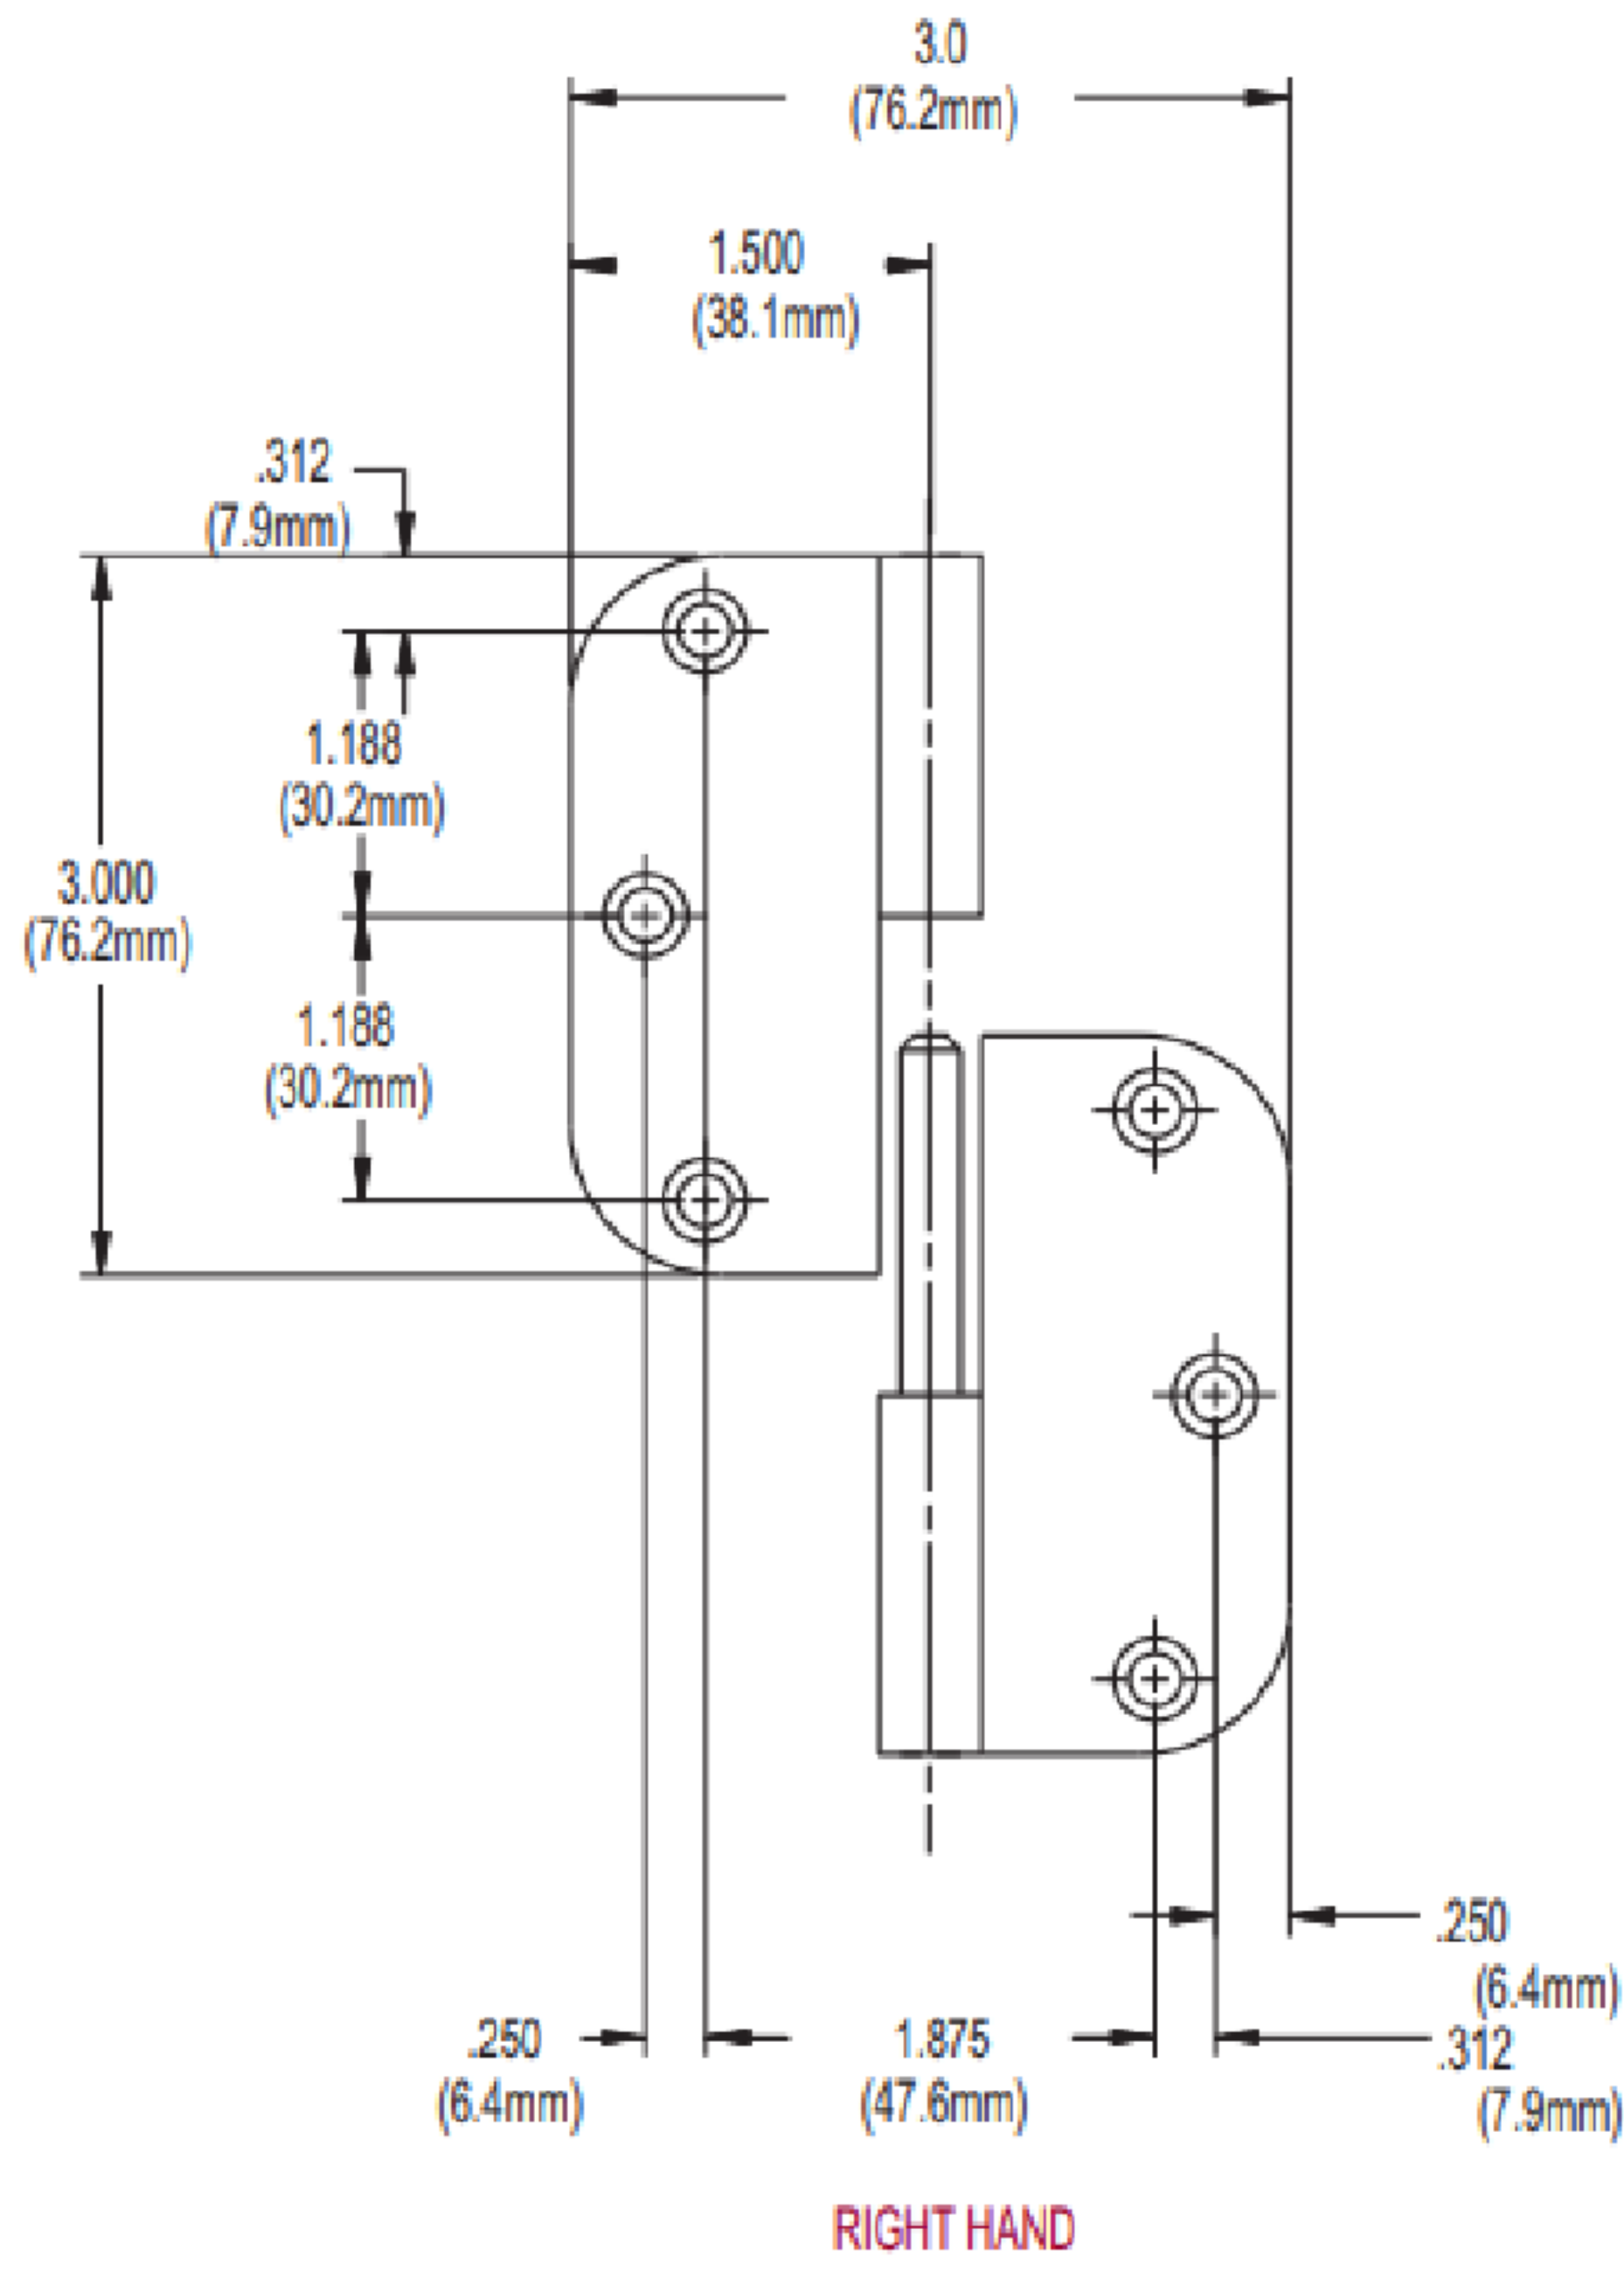 3.0
(76.2mm)
1.500
(38.1mm)
.312
(7.9mm)
1.188
(30.2mm)
3.000
(76.2mm)
1.188
(30.2mm)
.250
(6.4mm)
.250
(6.4mm)
1.875
(47.6mm)
.312
(7.9mm)
RIGHT HAND